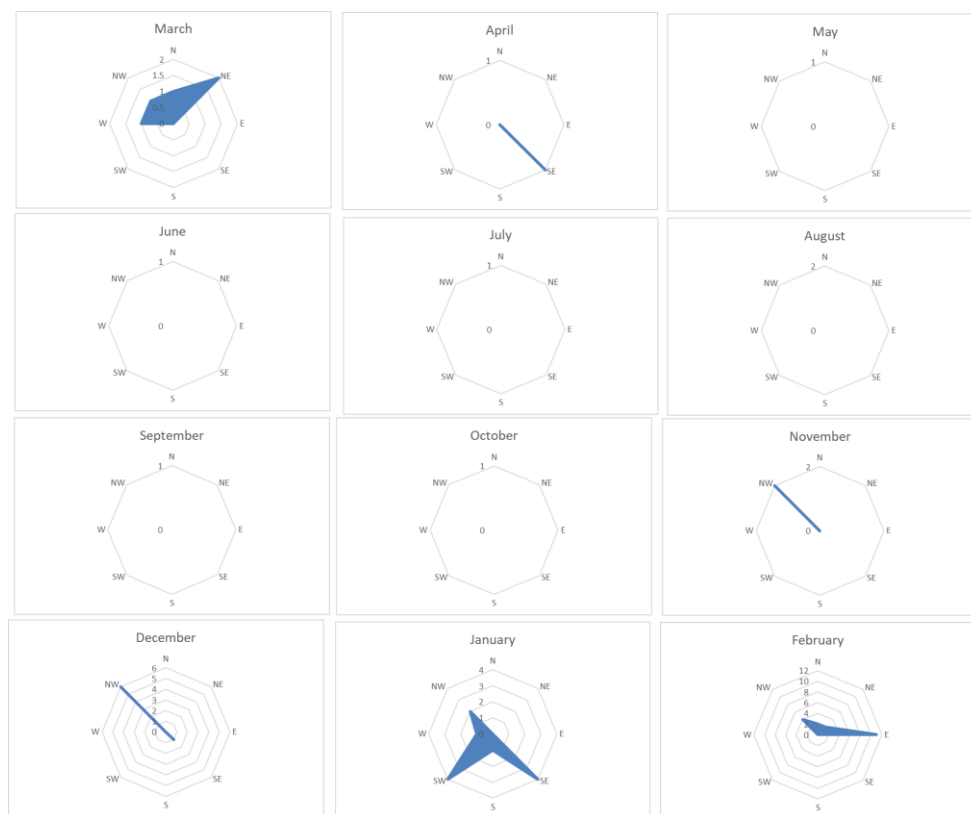 March
N
2
1.5
1
0.5
0
NW
NE
W
E
SW
SE
S
April
N
1
0
NW
NE
W
E
SW
SE
S
May
N
1
0
NW
NE
W
E
SW
SE
S
June
N
1
0
NW
NE
W
E
SW
SE
S
July
N
1
0
NW
NE
W
E
SW
SE
S
August
N
2
0
NW
NE
W
E
SW
SE
S
September
N
1
0
NW
NE
W
E
SW
SE
S
October
N
1
0
NW
NE
W
E
SW
SE
S
November
N
2
0
NW
NE
W
E
SW
SE
S
December
N
6
5
4
3
2
1
0
NW
NE
W
E
SW
SE
S
January
N
4
3
2
1
0
NW
NE
W
E
SW
SE
S
February
N
12
10
8
6
4
2
0
NW
NE
W
E
SW
SE
S